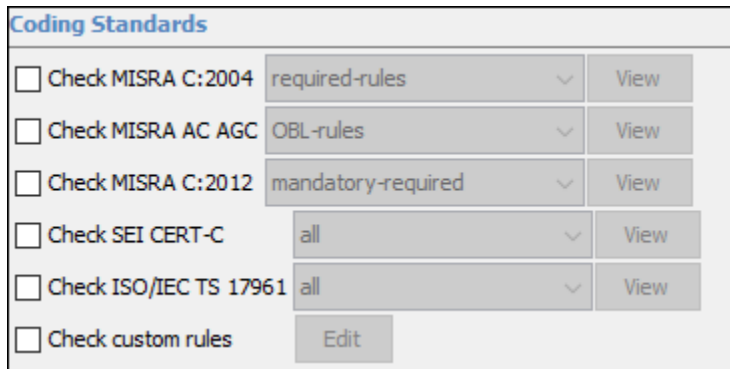 Coding Standards
Check MISRA C:2004 required-rules View
Check MISRA AC AGC OBL-rules View
Check MISRA C:2012 mandatory-required View
Check SEI CERT-C all View
Check ISO/IEC TS 17961 all View
Check custom rules Edit